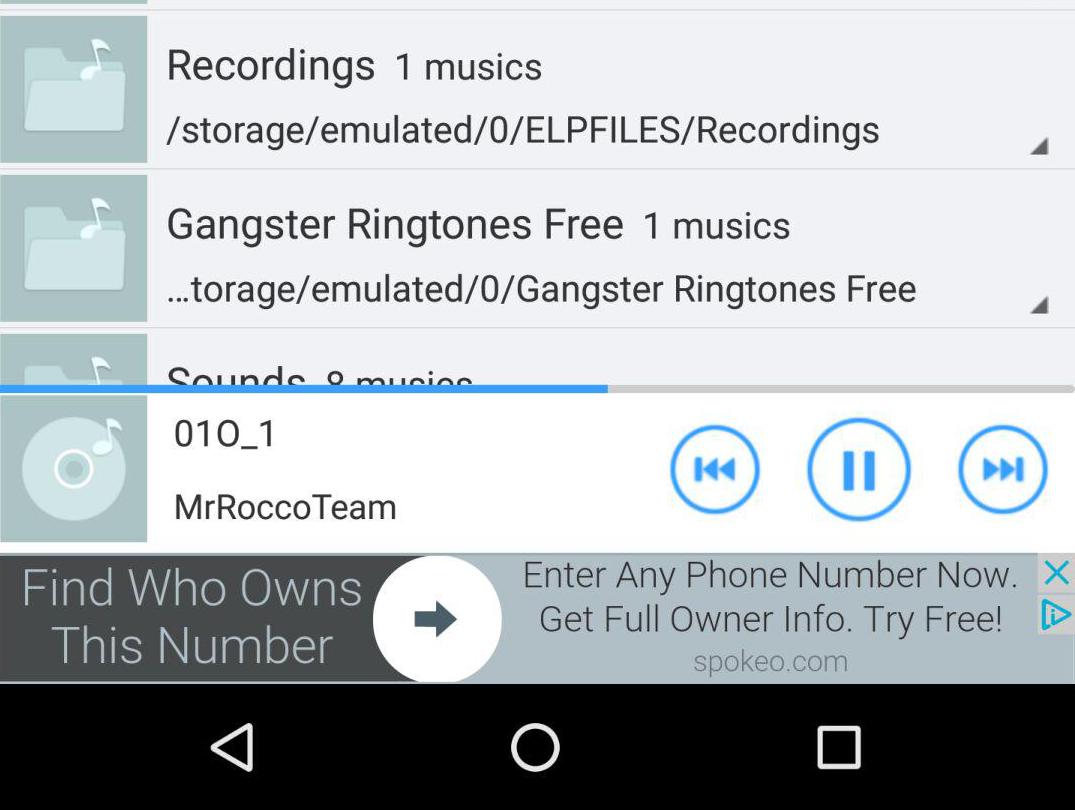 Recordings 1 musics
/storage/emulated/0/ELPFILES/Recordings
Gangster Ringtones Free 1 musics
...torage/emulated/0/Gangster Ringtones Free
Sounds 8 musics
01O_1
MrRoccoTeam
Find Who Owns
This Number
Enter Any Phone Number Now.
Get Full Owner Info. Try Free!
spokeo.com